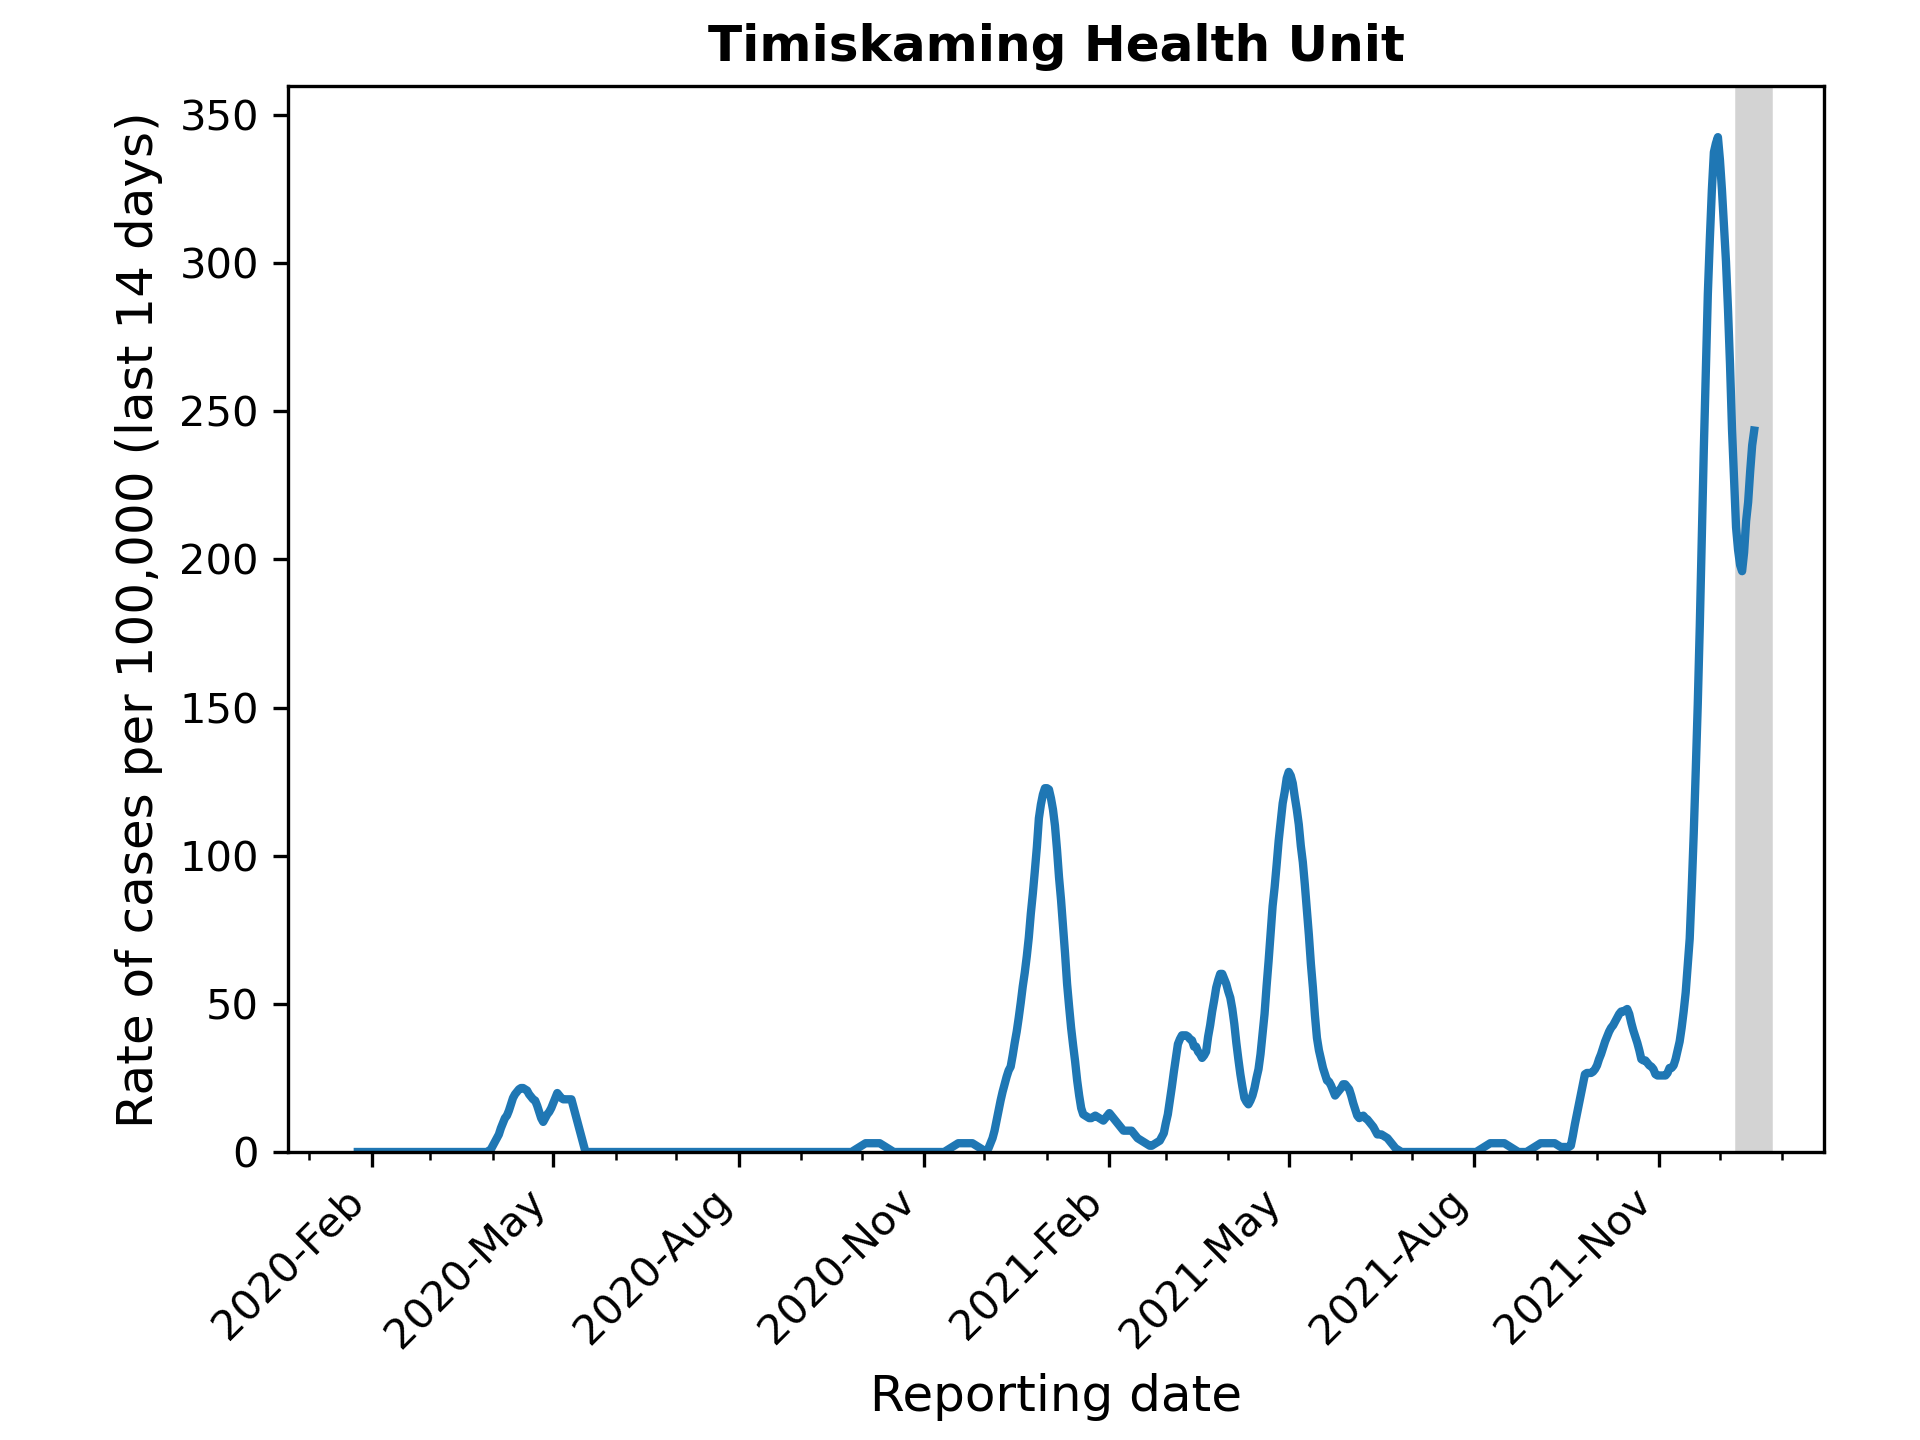 Timiskaming Health Unit
Rate of cases per 100,000 (last 14 days)
350
300
250
200
150
100
50
0
2020-Feb
2020-May
2020-Aug
2020-Nov
2021-Feb
2021-May
2021-Aug
2021-Nov
Reporting date